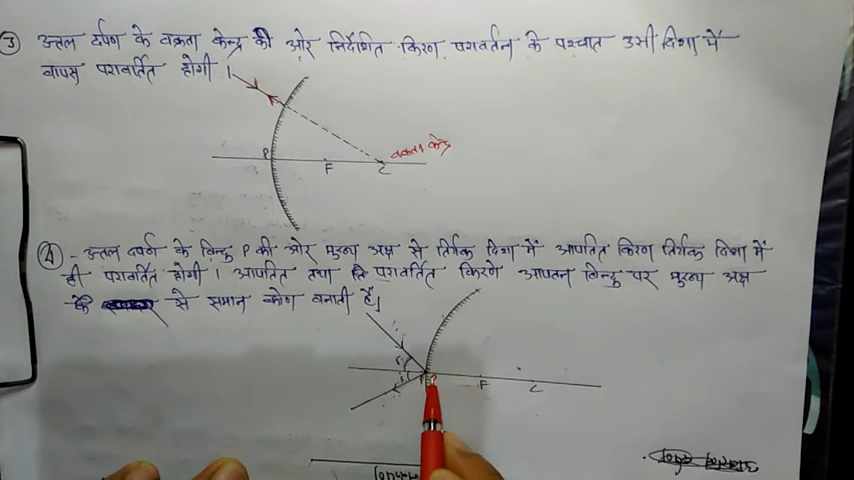 ③ उत्तल दर्पण के वक्रता केन्द्र की ओर निर्देशित किरण परावर्तन के पश्चात उसी दिशा में
वापस परावर्तित होगी ।
वक्रता केन्द्र
P F C
④ - उत्तल दर्पण के बिन्दु P की ओर मुख्य अक्ष से तिर्यक दिशा में आपतित किरण तिर्यक दिशा में
ही परावर्तित होगी । आपतित तथा परावर्तित किरणे आपतन बिन्दु पर मुख्य अक्ष
से समान कोण बनाती है।
P F C